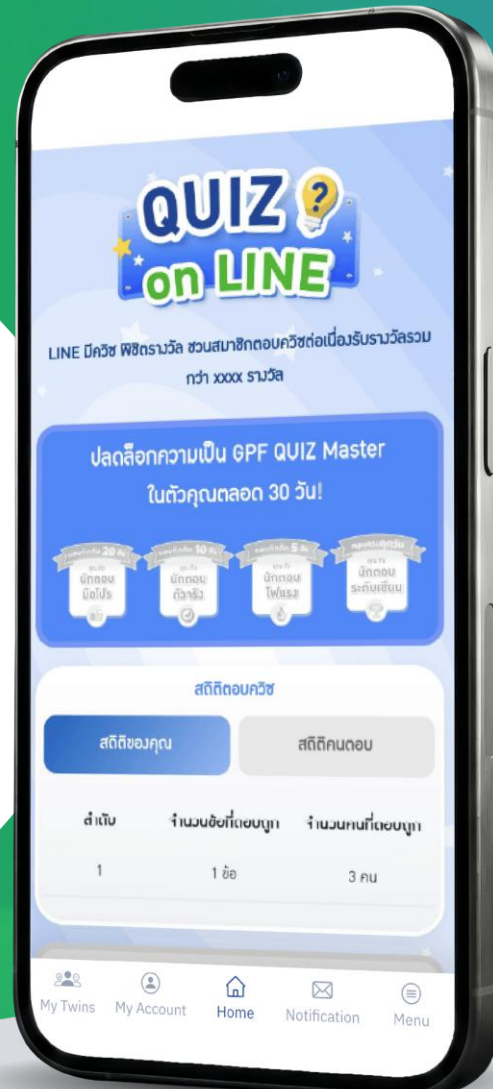 QUIZ ?
on LINE
LINE มีควิซ พิชิตรางวัล ชวนสมาชิกตอบควิซต่อเนื่องรับรางวัลรวม
กว่า xxxx รางวัล
ปลดล็อกความเป็น GPF QUIZ Master
ในตัวคุณตลอด 30 วัน!
นักตอบ นักตอบ นักตอบ นักตอบ
มือโปร ตัวจริง ไฟแรง ระดับเซียน
สถิติตอบควิซ
สถิติของคุณ สถิติคนตอบ
ลำดับ จำนวนข้อที่ตอบถูก จำนวนคนที่ตอบถูก
1 1 ข้อ 3 คน
My Twins My Account Home Notification Menu